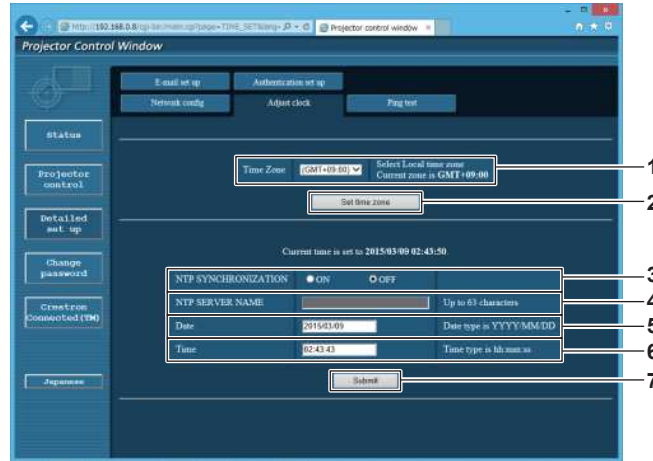 Projector control window
Projector Control Window
E-mail set up
Authentication set up
Network config
Adjust clock
Ping test
Status
Projector
control
Detailed
set up
Change
password
Crestron
Connected(TM)
Japanese
Time Zone
(GMT+09:00)
Select Local time zone
Current zone is GMT+09:00
1
Set time zone
2
Current time is set to 2015/03/09 02:43:50.
NTP SYNCHRONIZATION
ON
OFF
3
NTP SERVER NAME
Up to 63 characters
4
Date
2015/03/09
Date type is YYYY/MM/DD
5
Time
02:43:43
Time type is hh:mm:ss
6
Submit
7